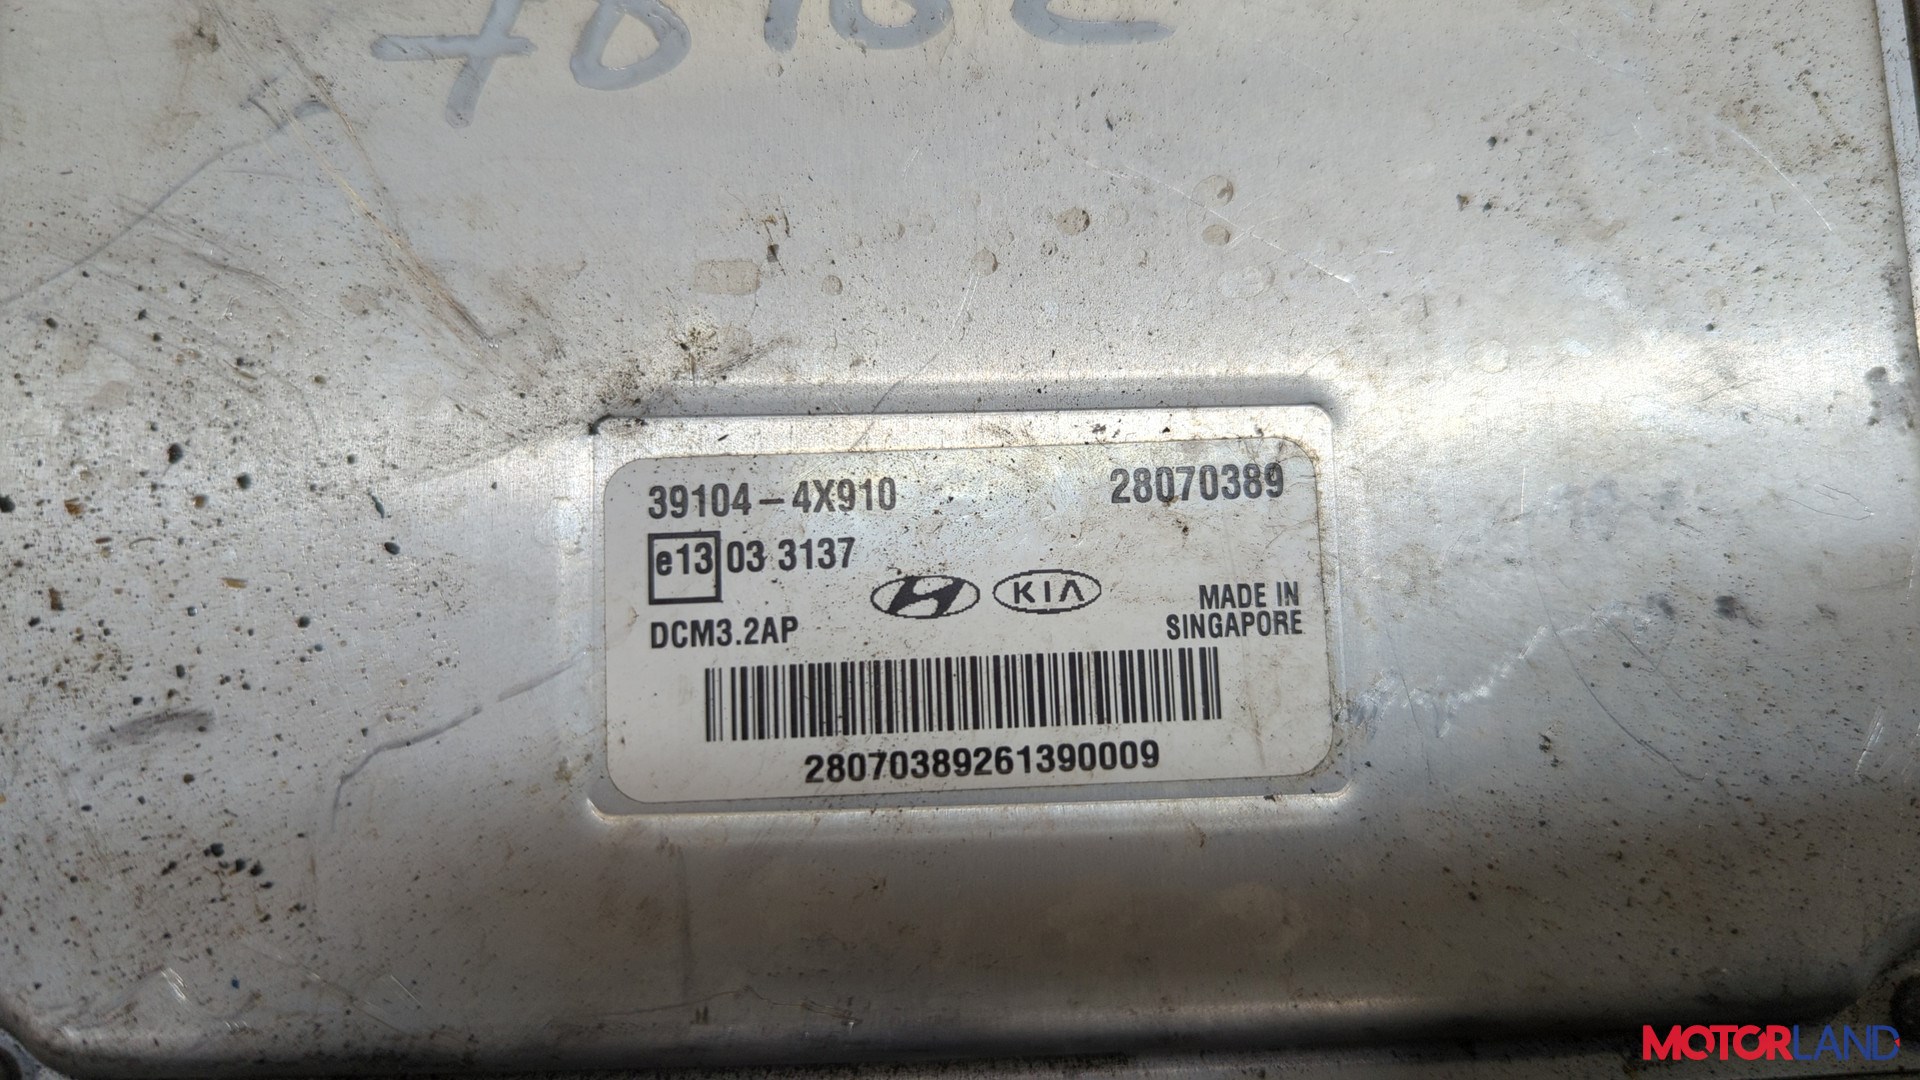 39104-4X910
28070389
e13 03 3137
KIA
DCM3.2AP
MADE IN
SINGAPORE
28070389261390009
MOTORLAND